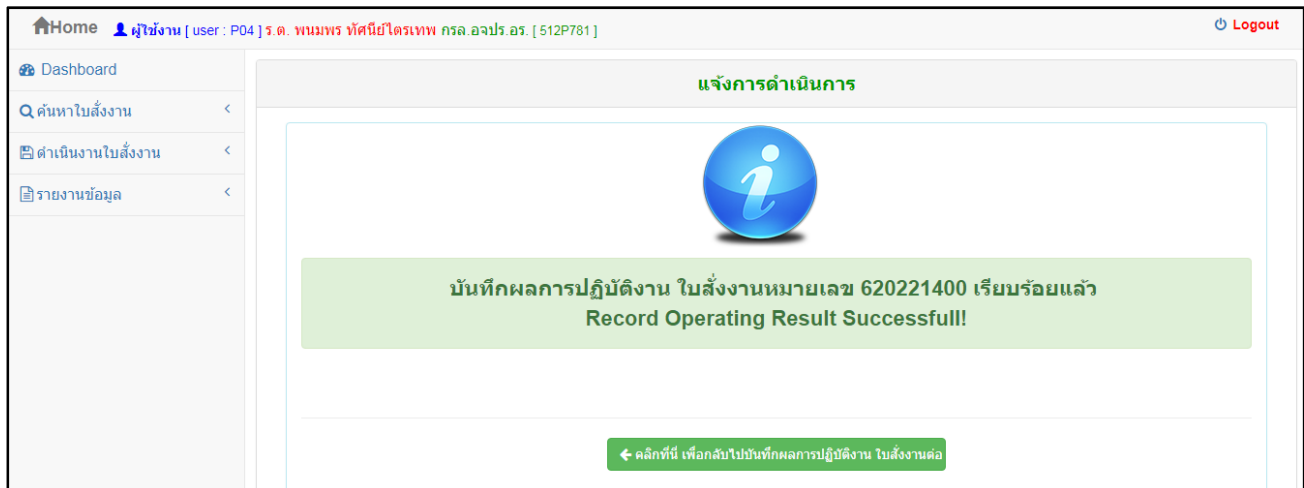 Home ผู้ใช้งาน [ user : P04 ] ร.ต. พนมพร ทัศนีย์ไตรเทพ กรล.อจปร.อร. [ 512P781 ] Logout
Dashboard
ค้นหาใบสั่งงาน
ดำเนินงานใบสั่งงาน
รายงานข้อมูล
แจ้งการดำเนินการ
บันทึกผลการปฏิบัติงาน ใบสั่งงานหมายเลข 620221400 เรียบร้อยแล้ว
Record Operating Result Successfull!
คลิกที่นี่ เพื่อกลับไปบันทึกผลการปฏิบัติงาน ใบสั่งงานต่อ